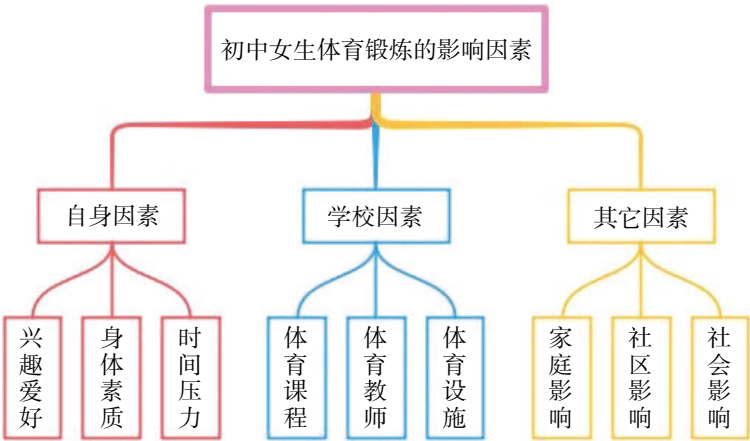 初中女生体育锻炼的影响因素
自身因素
学校因素
其它因素
兴趣爱好
身体素质
时间压力
体育课程
体育教师
体育设施
家庭影响
社区影响
社会影响